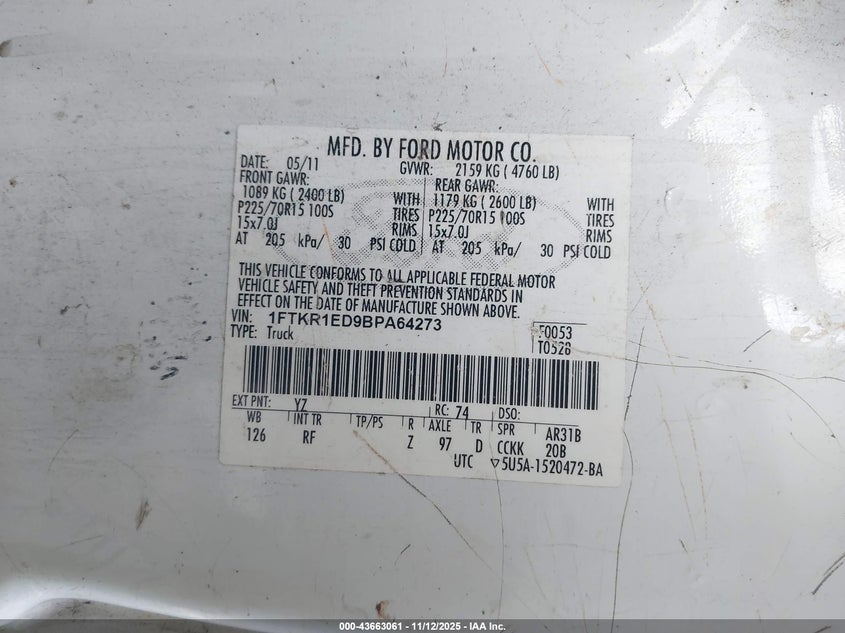 MFD. BY FORD MOTOR CO.
DATE: 05/11 GVWR: 2159 KG ( 4760 LB)
FRONT GAWR: REAR GAWR:
1089 KG ( 2400 LB) WITH 1179 KG ( 2600 LB) WITH
P225/70R15 100S TIRES P225/70R15 100S TIRES
15x7.0J RIMS 15x7.0J RIMS
AT 205 kPa/ 30 PSI COLD AT 205 kPa/ 30 PSI COLD
THIS VEHICLE CONFORMS TO ALL APPLICABLE FEDERAL MOTOR
VEHICLE SAFETY AND THEFT PREVENTION STANDARDS IN
EFFECT ON THE DATE OF MANUFACTURE SHOWN ABOVE.
VIN: 1FTKR1ED9BPA64273 F0053
TYPE: Truck T0528
EXT PNT: YZ RC: 74 DSO:
WB INT TR TP/PS R AXLE TR SPR AR31B
126 RF Z 97 D CCKK 20B
UTC ▽5U5A-1520472-BA
000-43663061 - 11/12/2025 - IAA Inc.